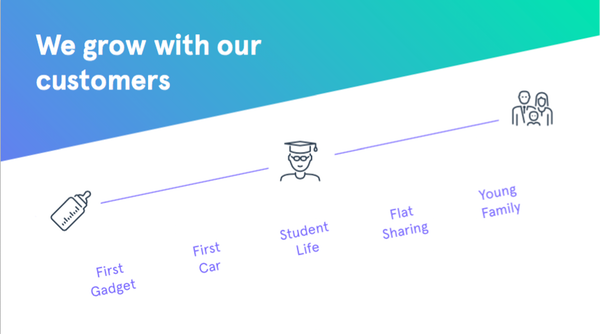 We grow with our
customers
First
Gadget
First
Car
Student
Life
Flat
Sharing
Young
Family